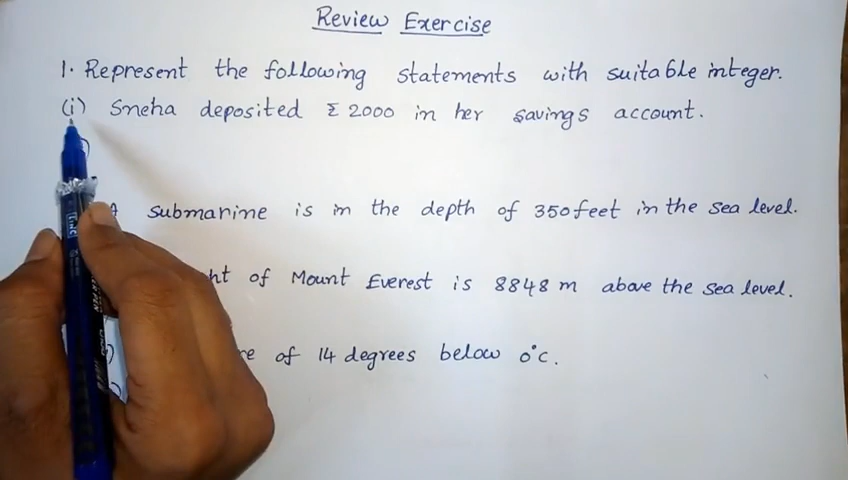 Review Exercise
1. Represent the following statements with suitable integer.
(i) Sneha deposited ₹ 2000 in her savings account.
submarine is in the depth of 350 feet in the sea level.
of Mount Everest is 8848 m above the sea level.
of 14 degrees below 0°C.